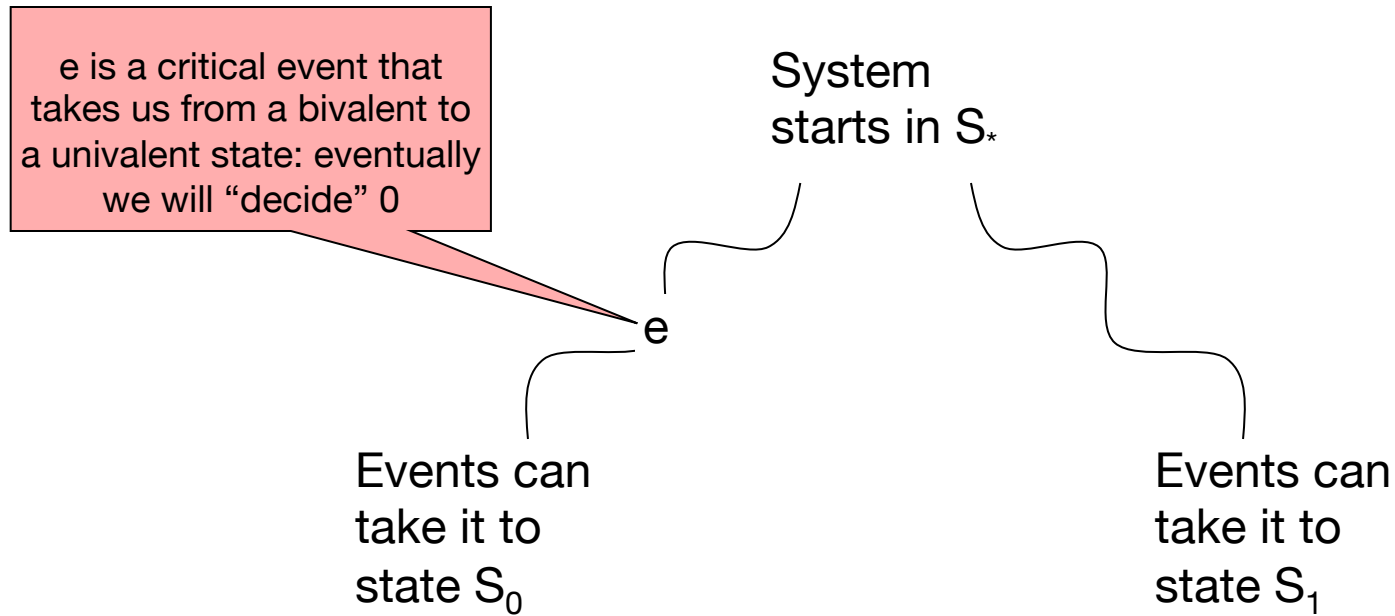 e is a critical event that
takes us from a bivalent to
a univalent state: eventually
we will “decide” 0
System
starts in S*
e
Events can
take it to
state S0
Events can
take it to
state S1